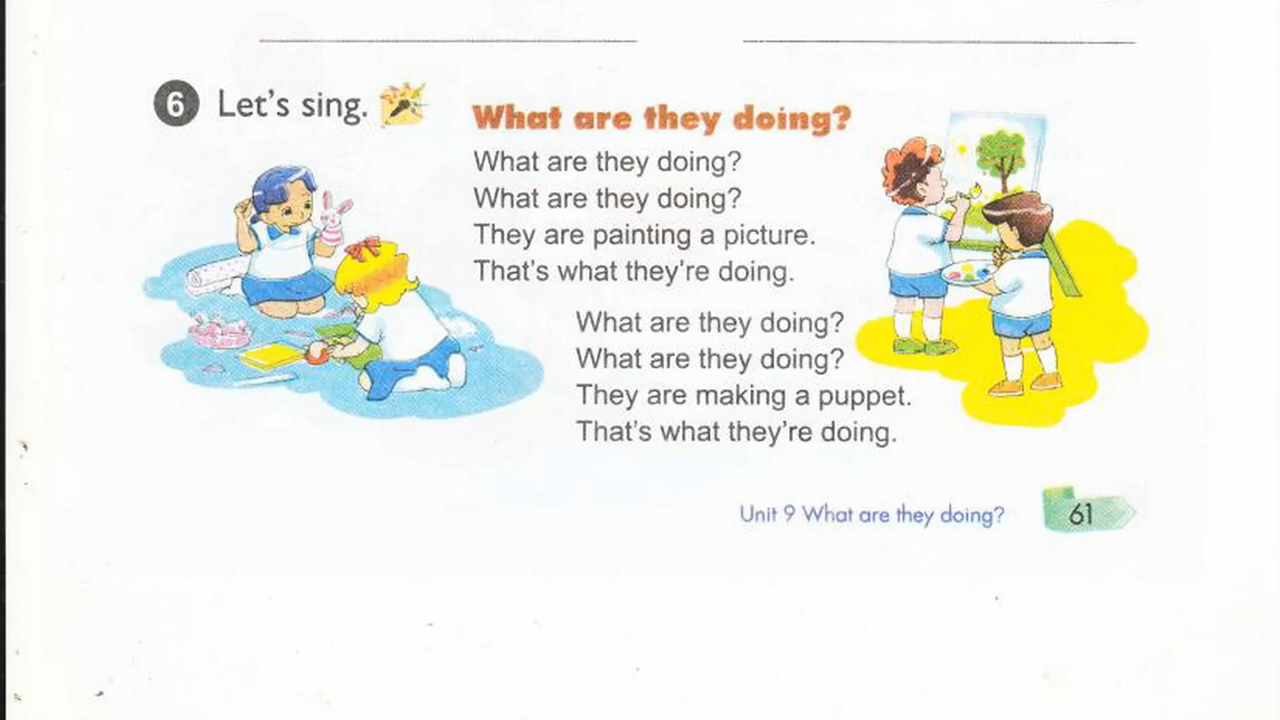 6 Let's sing.
What are they doing?
What are they doing?
What are they doing?
They are painting a picture.
That's what they're doing.
What are they doing?
What are they doing?
They are making a puppet.
That's what they're doing.
Unit 9 What are they doing? 61